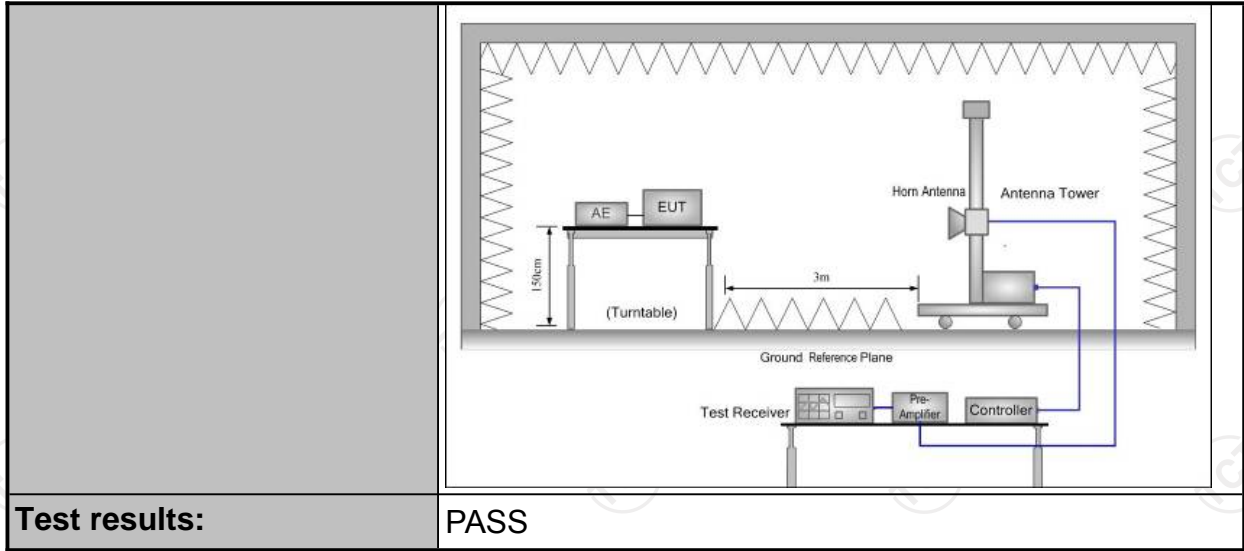 Horn Antenna
Antenna Tower
AE
EUT
150cm
3m
(Turntable)
Ground Reference Plane
Test Receiver
Pre-
Amplifier
Controller
Test results:
PASS